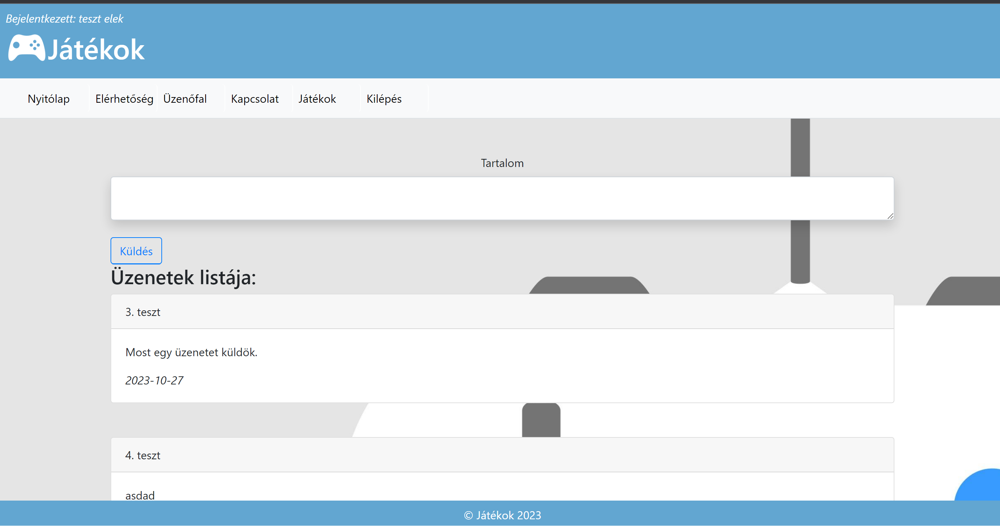 Bejelentkezett: teszt elek
Játékok
Nyitólap Elérhetőség Üzenőfal Kapcsolat Játékok Kilépés
Tartalom
Küldés
Üzenetek listája:
3. teszt
Most egy üzenetet küldök.
2023-10-27
4. teszt
asdad
© Játékok 2023